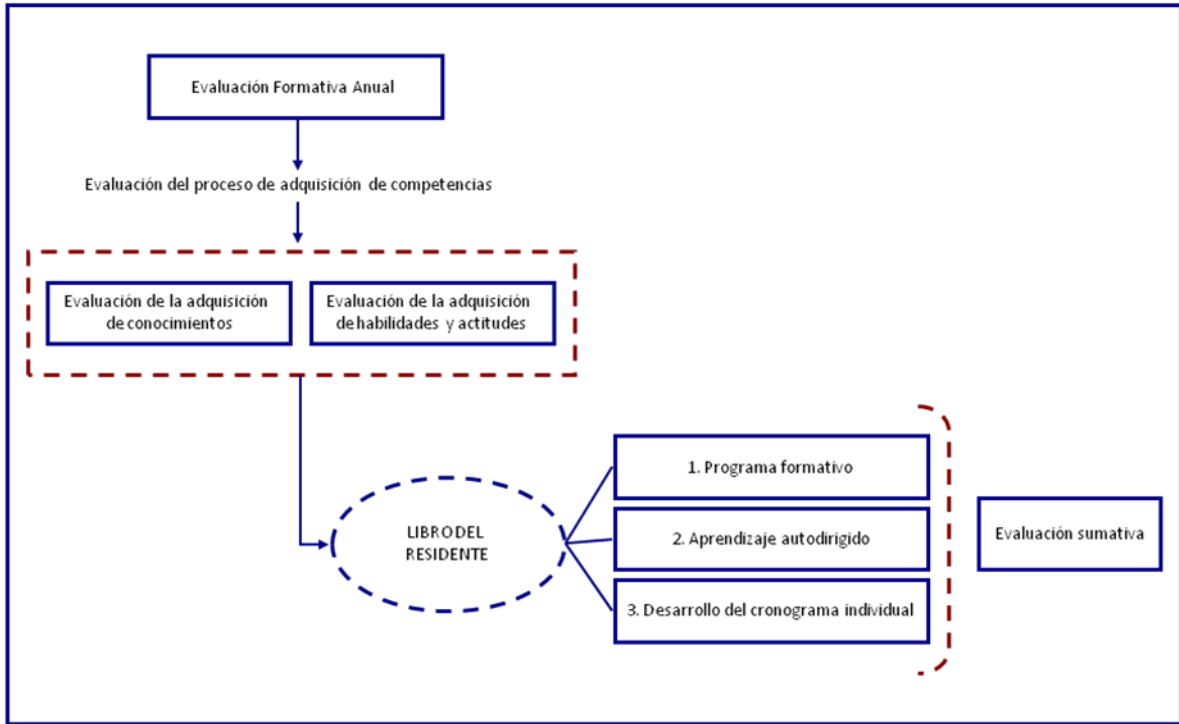 Evaluación Formativa Anual
Evaluación del proceso de adquisición de competencias
Evaluación de la adquisición
de conocimientos
Evaluación de la adquisición
de habilidades y actitudes
LIBRO DEL
RESIDENTE
1. Programa formativo
2. Aprendizaje autodirigido
3. Desarrollo del cronograma individual
Evaluación sumativa